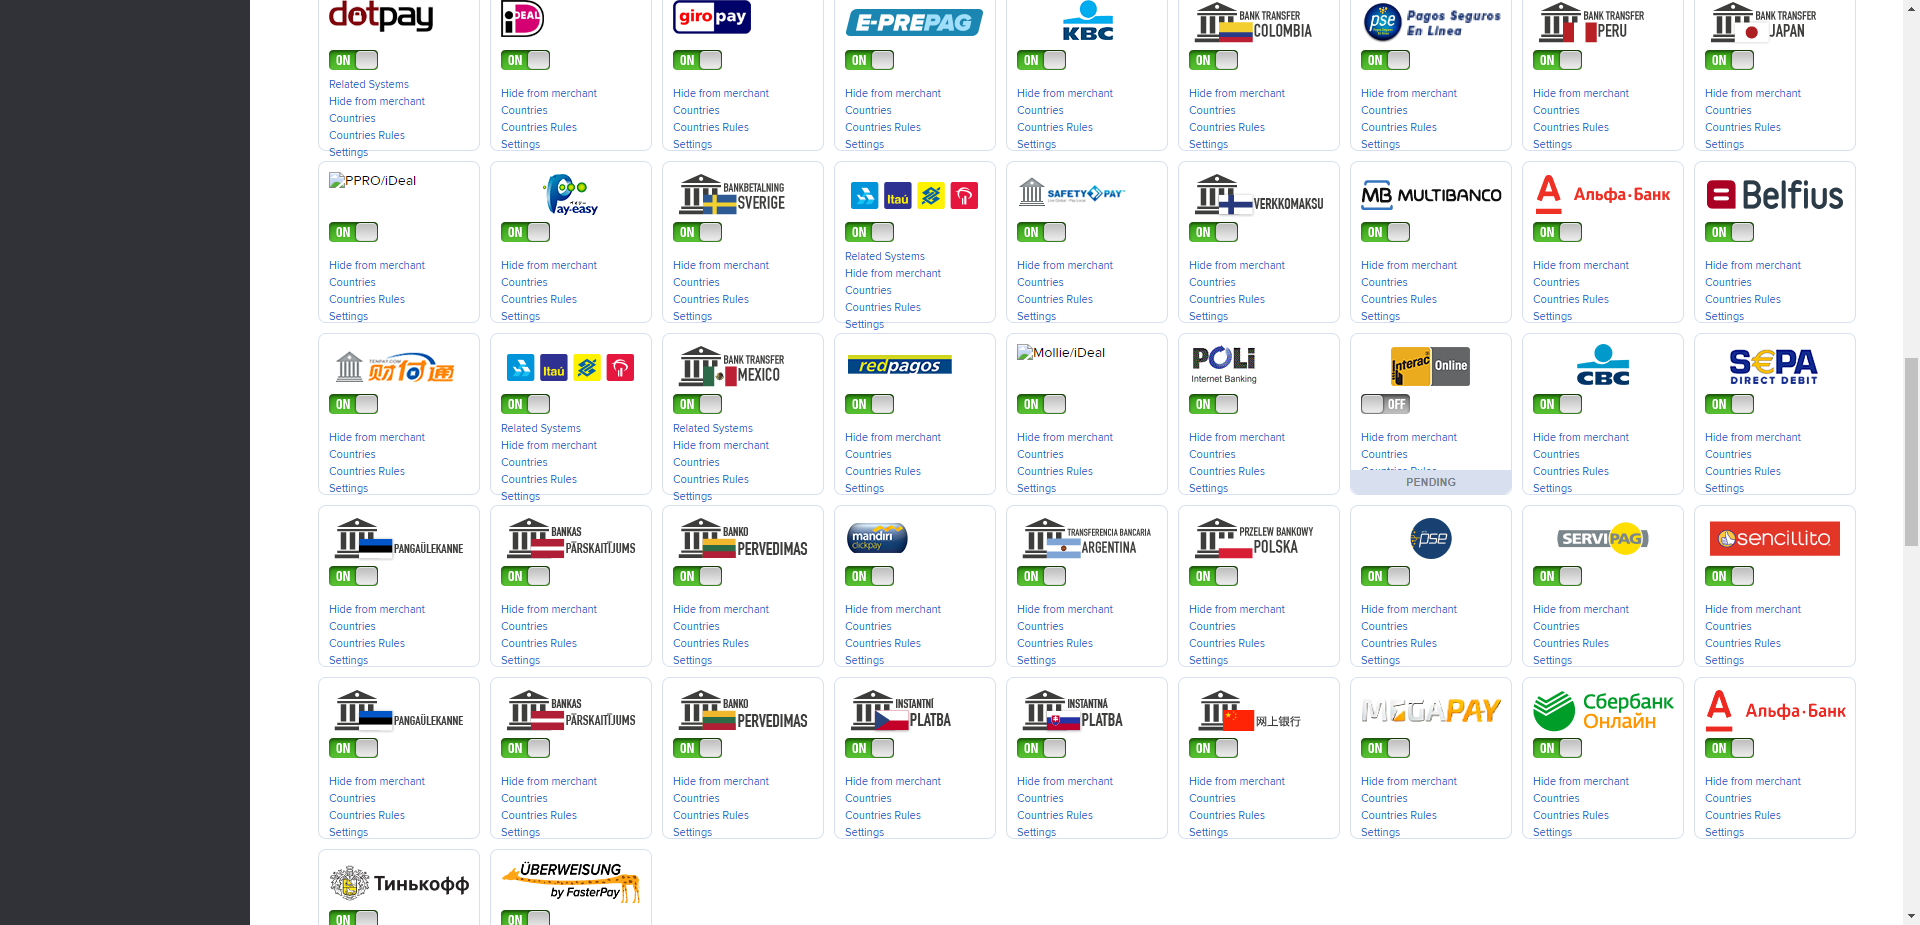 dotpay
iDEAL
giro pay
E-PREPAG
KBC
BANK TRANSFER
COLOMBIA
pse
Pagos Seguros
En Línea
BANK TRANSFER
PERU
BANK TRANSFER
JAPAN
ON
ON
ON
ON
ON
ON
ON
ON
ON
Related Systems
Hide from merchant
Countries
Countries Rules
Settings
Hide from merchant
Countries
Countries Rules
Settings
Hide from merchant
Countries
Countries Rules
Settings
Hide from merchant
Countries
Countries Rules
Settings
Hide from merchant
Countries
Countries Rules
Settings
Hide from merchant
Countries
Countries Rules
Settings
Hide from merchant
Countries
Countries Rules
Settings
Hide from merchant
Countries
Countries Rules
Settings
Hide from merchant
Countries
Countries Rules
Settings
PPRO/iDeal
ペイジー
Pay-easy
BANKBETALNING
SVERIGE
Itaú
SAFETYPAY
VERKKOMAKSU
MB MULTIBANCO
Альфа·Банк
Belfius
ON
ON
ON
ON
ON
ON
ON
ON
ON
Hide from merchant
Countries
Countries Rules
Settings
Hide from merchant
Countries
Countries Rules
Settings
Hide from merchant
Countries
Countries Rules
Settings
Related Systems
Hide from merchant
Countries
Countries Rules
Settings
Hide from merchant
Countries
Countries Rules
Settings
Hide from merchant
Countries
Countries Rules
Settings
Hide from merchant
Countries
Countries Rules
Settings
Hide from merchant
Countries
Countries Rules
Settings
Hide from merchant
Countries
Countries Rules
Settings
TENPAY.COM
财付通
Itaú
BANK TRANSFER
MEXICO
redpagos
Mollie/iDeal
POLi
Internet Banking
Interac Online
CBC
S€PA
DIRECT DEBIT
ON
ON
ON
ON
ON
ON
OFF
ON
ON
Hide from merchant
Countries
Countries Rules
Settings
Related Systems
Hide from merchant
Countries
Countries Rules
Settings
Related Systems
Hide from merchant
Countries
Countries Rules
Settings
Hide from merchant
Countries
Countries Rules
Settings
Hide from merchant
Countries
Countries Rules
Settings
Hide from merchant
Countries
Countries Rules
Settings
Hide from merchant
Countries
Countries Rules
PENDING
Hide from merchant
Countries
Countries Rules
Settings
Hide from merchant
Countries
Countries Rules
Settings
PANGAÜLEKANNE
BANKAS
PĀRSKAITĪJUMS
BANKO
PERVEDIMAS
mandiri
clickpay
TRANSFERENCIA BANCARIA
ARGENTINA
PRZELEW BANKOWY
POLSKA
pse
SERVIPAG
sencillito
ON
ON
ON
ON
ON
ON
ON
ON
ON
Hide from merchant
Countries
Countries Rules
Settings
Hide from merchant
Countries
Countries Rules
Settings
Hide from merchant
Countries
Countries Rules
Settings
Hide from merchant
Countries
Countries Rules
Settings
Hide from merchant
Countries
Countries Rules
Settings
Hide from merchant
Countries
Countries Rules
Settings
Hide from merchant
Countries
Countries Rules
Settings
Hide from merchant
Countries
Countries Rules
Settings
Hide from merchant
Countries
Countries Rules
Settings
PANGAÜLEKANNE
BANKAS
PĀRSKAITĪJUMS
BANKO
PERVEDIMAS
INSTANTNÍ
PLATBA
INSTANTNÁ
PLATBA
网上银行
MEGAPAY
Сбербанк
Онлайн
Альфа·Банк
ON
ON
ON
ON
ON
ON
ON
ON
ON
Hide from merchant
Countries
Countries Rules
Settings
Hide from merchant
Countries
Countries Rules
Settings
Hide from merchant
Countries
Countries Rules
Settings
Hide from merchant
Countries
Countries Rules
Settings
Hide from merchant
Countries
Countries Rules
Settings
Hide from merchant
Countries
Countries Rules
Settings
Hide from merchant
Countries
Countries Rules
Settings
Hide from merchant
Countries
Countries Rules
Settings
Hide from merchant
Countries
Countries Rules
Settings
Тинькофф
ÜBERWEISUNG
by FasterPay
ON
ON